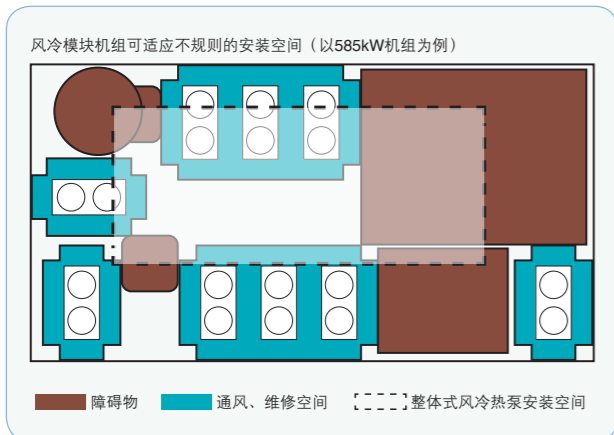 风冷模块机组可适应不规则的安装空间（以585kW机组为例）
障碍物 通风、维修空间 整体式风冷热泵安装空间